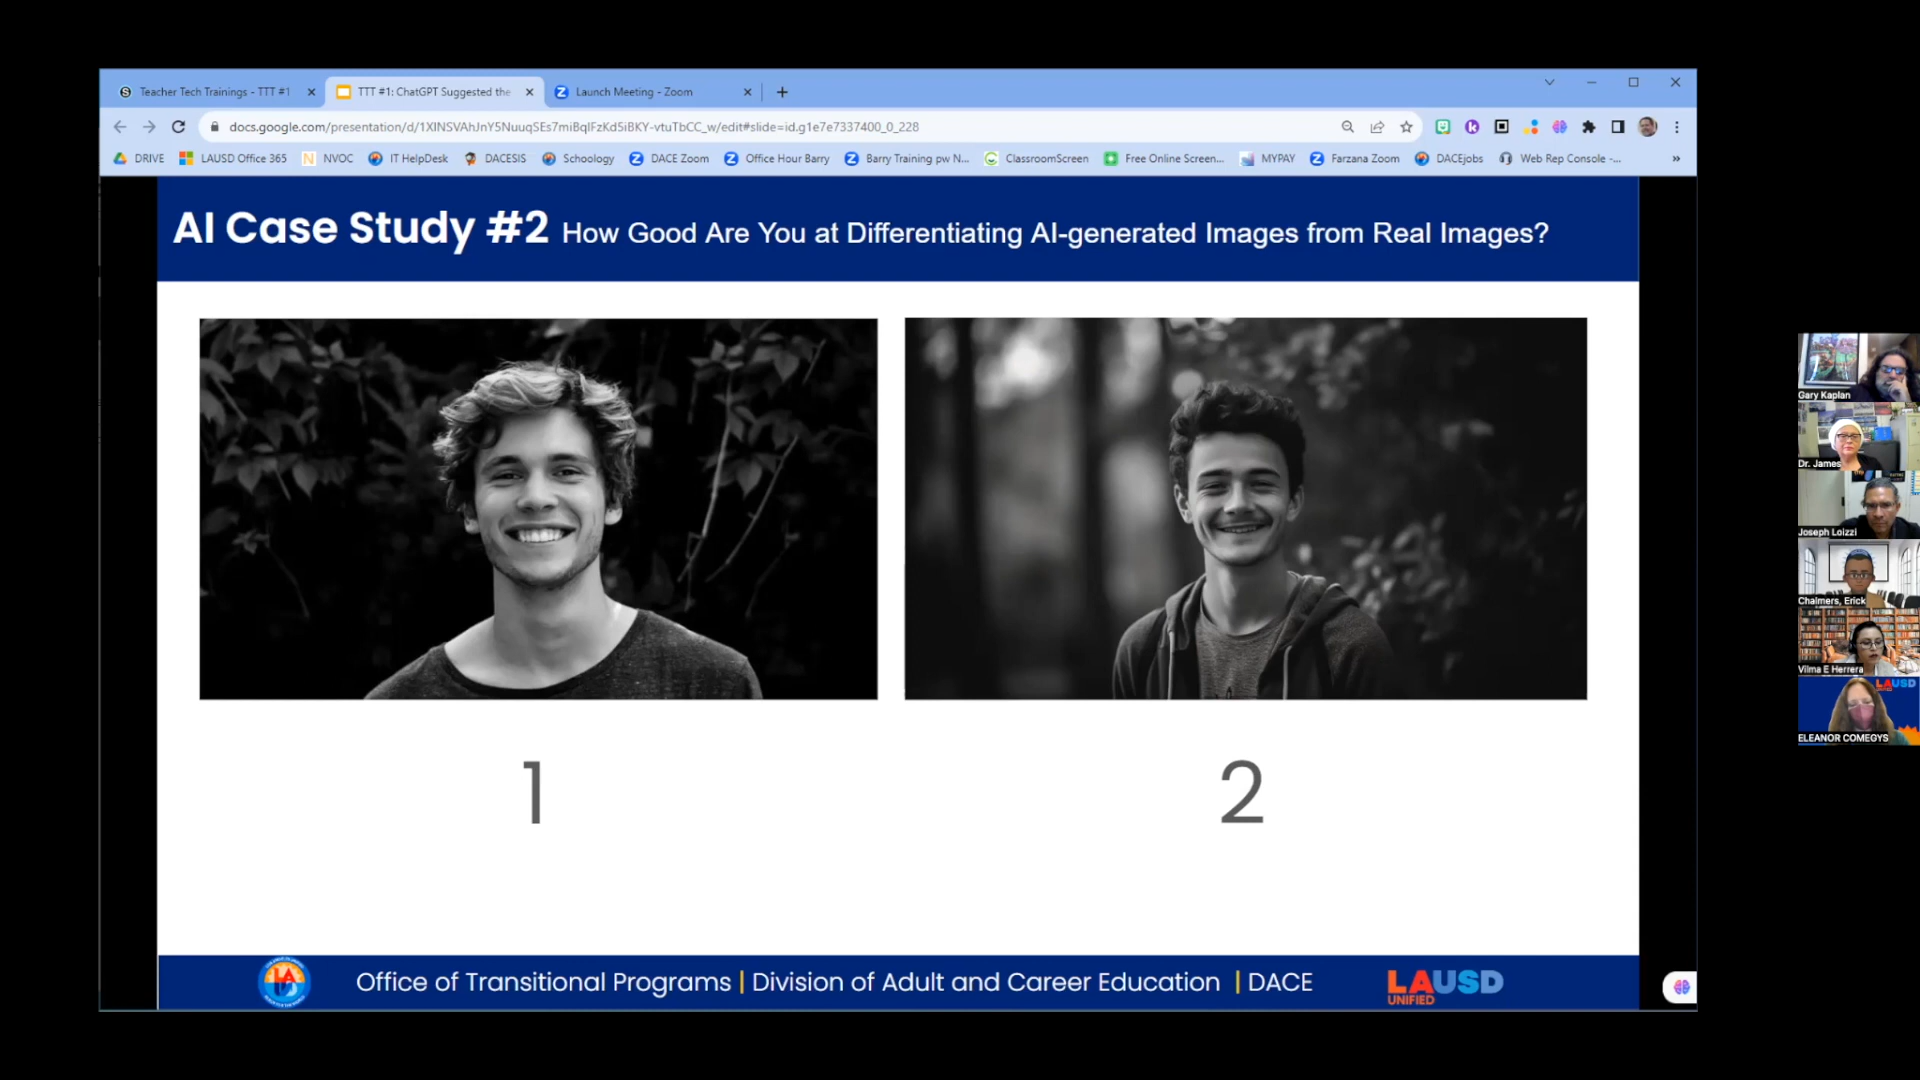 Teacher Tech Trainings - TTT #1
TTT #1: ChatGPT Suggested the
Launch Meeting - Zoom
docs.google.com/presentation/d/1XINSVAhJnY5NuuqSEs7miBqIFzKd5iBKY-vtuTbCC_w/edit#slide=id.g1e7e7337400_0_228
DRIVE
LAUSD Office 365
NVOC
IT HelpDesk
DACESIS
Schoology
DACE Zoom
Office Hour Barry
Barry Training pw N...
ClassroomScreen
Free Online Screen...
MYPAY
Farzana Zoom
DACEjobs
Web Rep Console -...
AI Case Study #2 How Good Are You at Differentiating AI-generated Images from Real Images?
1
2
Office of Transitional Programs | Division of Adult and Career Education | DACE
LAUSD
UNIFIED
Gary Kaplan
Dr. James
Joseph Loizzi
Chalmers, Erick
Vilma E Herrera
LAUSD
ELEANOR COMEGYS